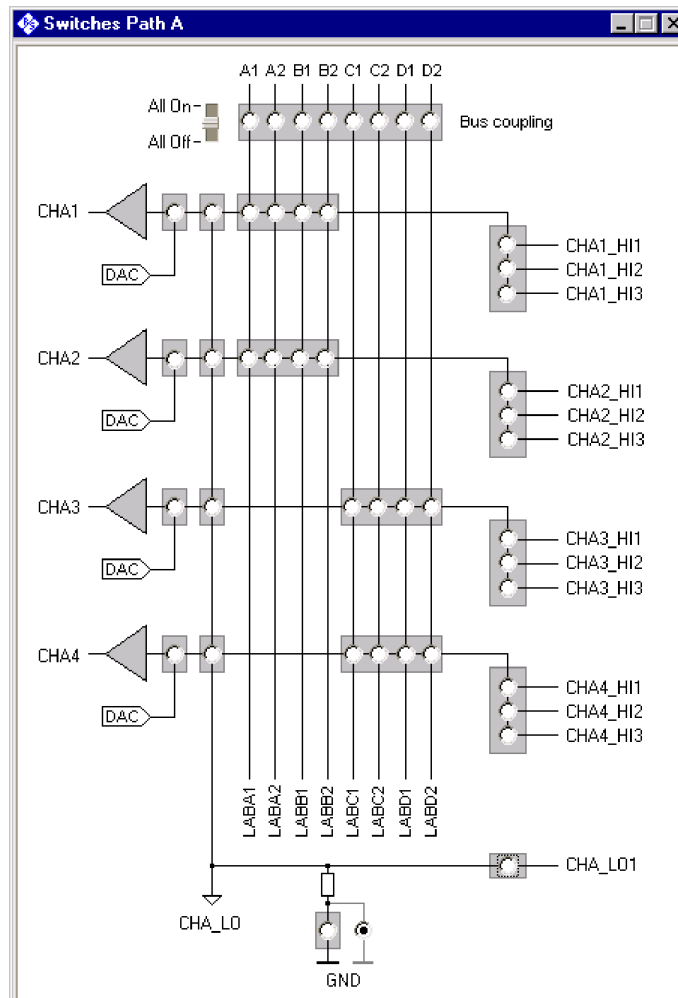 Switches Path A
A1 A2 B1 B2 C1 C2 D1 D2
All On
All Off
Bus coupling
CHA1
DAC
CHA1_HI1
CHA1_HI2
CHA1_HI3
CHA2
DAC
CHA2_HI1
CHA2_HI2
CHA2_HI3
CHA3
DAC
CHA3_HI1
CHA3_HI2
CHA3_HI3
CHA4
DAC
CHA4_HI1
CHA4_HI2
CHA4_HI3
LABA1
LABA2
LABB1
LABB2
LABC1
LABC2
LABD1
LABD2
CHA_LO1
CHA_LO
GND